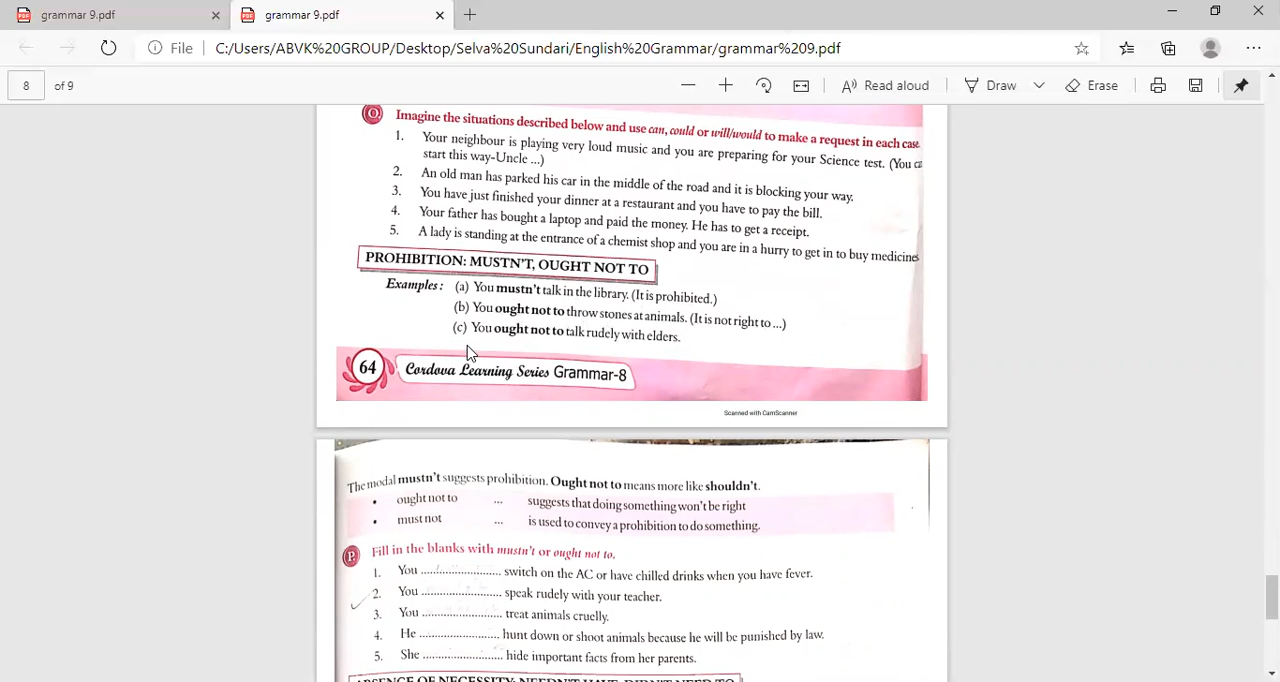 grammar 9.pdf
grammar 9.pdf
File C:/Users/ABVK%20GROUP/Desktop/Selva%20Sundari/English%20Grammar/grammar%209.pdf
8 of 9 Read aloud Draw Erase
O Imagine the situations described below and use can, could or will/would to make a request in each case.
1. Your neighbour is playing very loud music and you are preparing for your Science test. (You
start this way-Uncle ...)
2. An old man has parked his car in the middle of the road and it is blocking your way.
3. You have just finished your dinner at a restaurant and you have to pay the bill.
4. Your father has bought a laptop and paid the money. He has to get a receipt.
5. A lady is standing at the entrance of a chemist shop and you are in a hurry to get in to buy medicines
PROHIBITION: MUSTN'T, OUGHT NOT TO
Examples : (a) You mustn't talk in the library. (It is prohibited.)
(b) You ought not to throw stones at animals. (It is not right to ...)
(c) You ought not to talk rudely with elders.
64 Cordova Learning Series Grammar-8
Scanned with CamScanner
The modal mustn't suggests prohibition. Ought not to means more like shouldn't.
• ought not to ... suggests that doing something won't be right
• must not ... is used to convey a prohibition to do something.
P. Fill in the blanks with mustn't or ought not to.
1. You ........................ switch on the AC or have chilled drinks when you have fever.
2. You ........................ speak rudely with your teacher.
3. You ........................ treat animals cruelly.
4. He ........................ hunt down or shoot animals because he will be punished by law.
5. She ........................ hide important facts from her parents.
ABSENCE OF NECESSITY: NEEDN'T HAVE, DIDN'T NEED TO